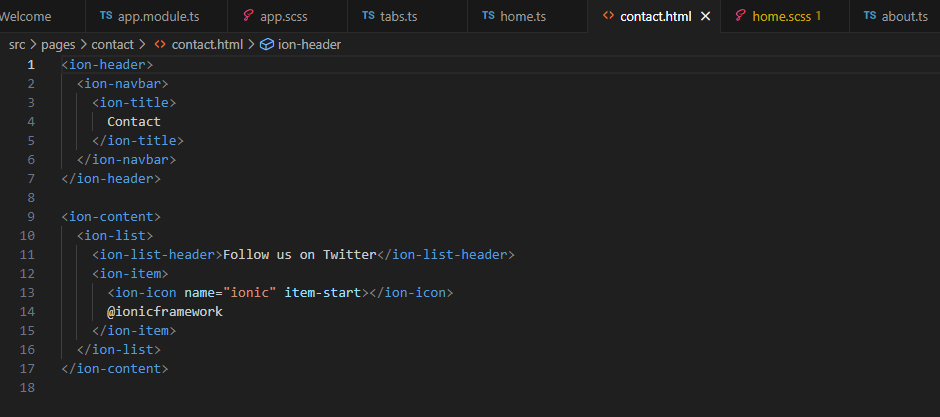 Welcome TS app.module.ts app.scss TS tabs.ts TS home.ts <> contact.html × home.scss 1 TS about.ts
src > pages > contact > <> contact.html > ion-header
1 <ion-header>
2 <ion-navbar>
3 <ion-title>
4 Contact
5 </ion-title>
6 </ion-navbar>
7 </ion-header>
8
9 <ion-content>
10 <ion-list>
11 <ion-list-header>Follow us on Twitter</ion-list-header>
12 <ion-item>
13 <ion-icon name="ionic" item-start></ion-icon>
14 @ionicframework
15 </ion-item>
16 </ion-list>
17 </ion-content>
18